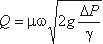 Q = μω√(2g ΔP/γ)